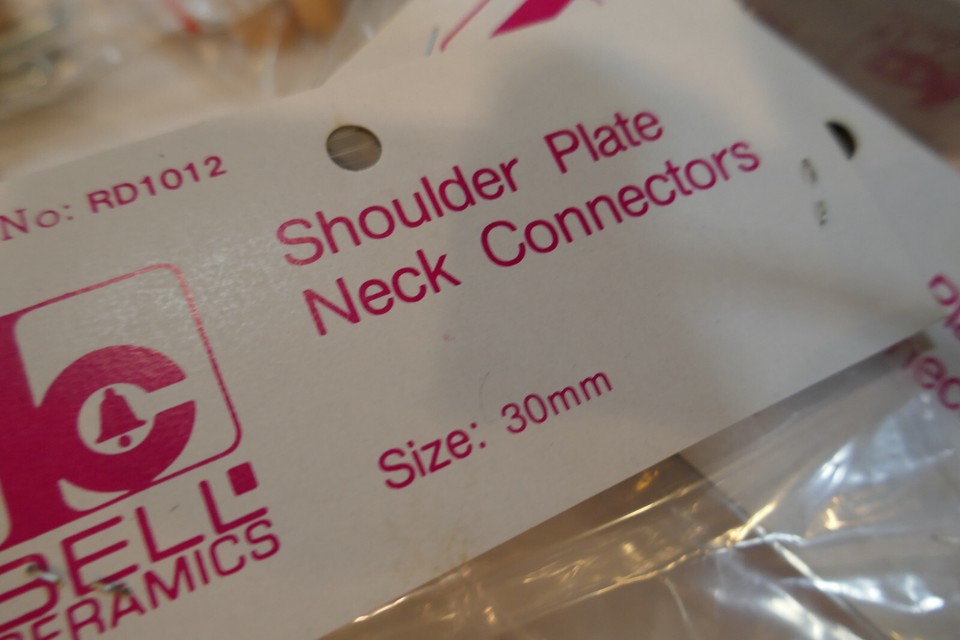 No: RD1012
Shoulder Plate
Neck Connectors
Size: 30mm
BELL
CERAMICS